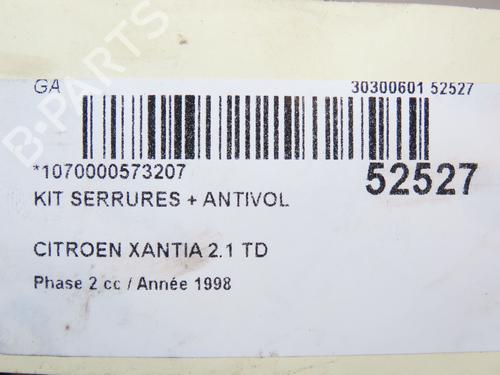 GA 30300601 52527
*1070000573207 52527
KIT SERRURES + ANTIVOL
CITROEN XANTIA 2.1 TD
Phase 2 cc / Année 1998
B-PARTS